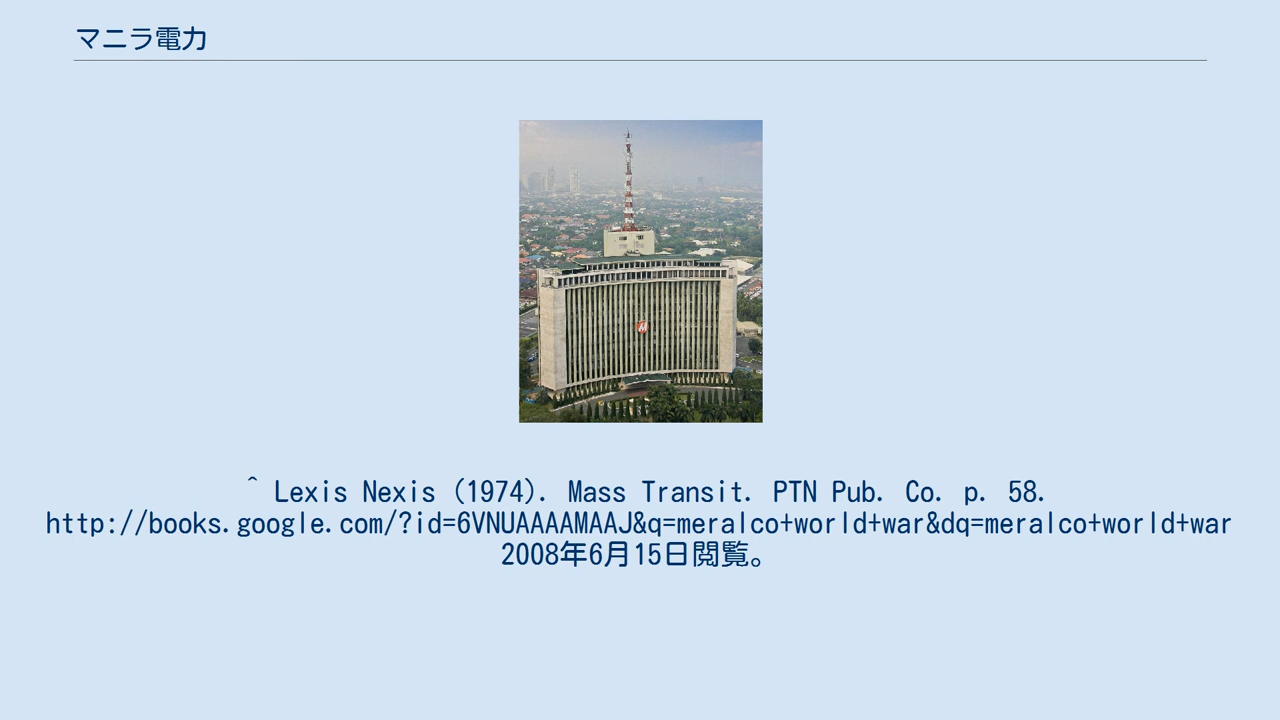 マニラ電力
^ Lexis Nexis (1974). Mass Transit. PTN Pub. Co. p. 58.
http://books.google.com/?id=6VNUAAAAMAAJ&q=meralco+world+war&dq=meralco+world+war
2008年6月15日閲覧。